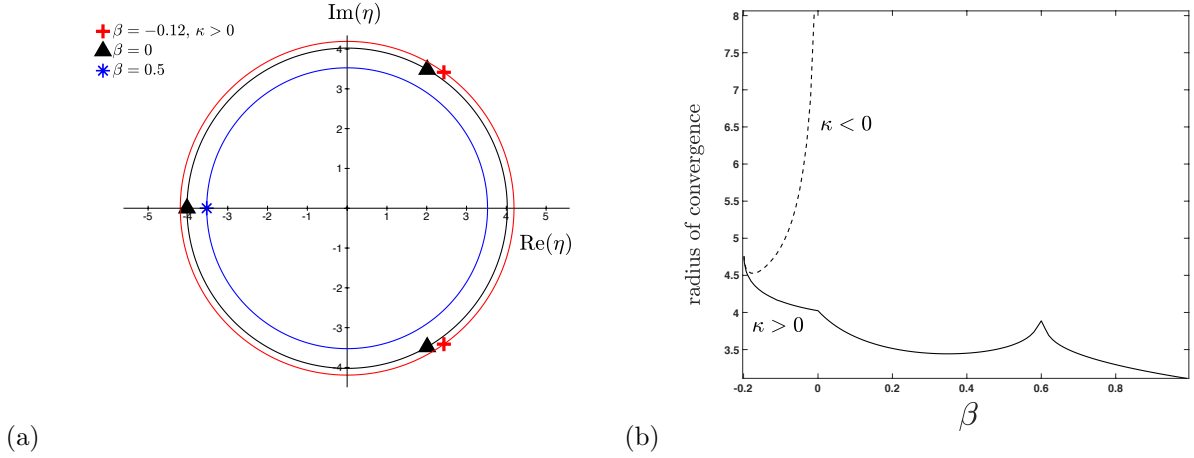 Im(η)
β = −0.12, κ > 0
β = 0
β = 0.5
4
3
2
1
-5 -4 -3 -2 -1 1 2 3 4 5
Re(η)
-1
-2
-3
-4
(a)
8
7.5
7
6.5
6
5.5
5
4.5
4
3.5
radius of convergence
κ < 0
κ > 0
-0.2 0 0.2 0.4 0.6 0.8
β
(b)